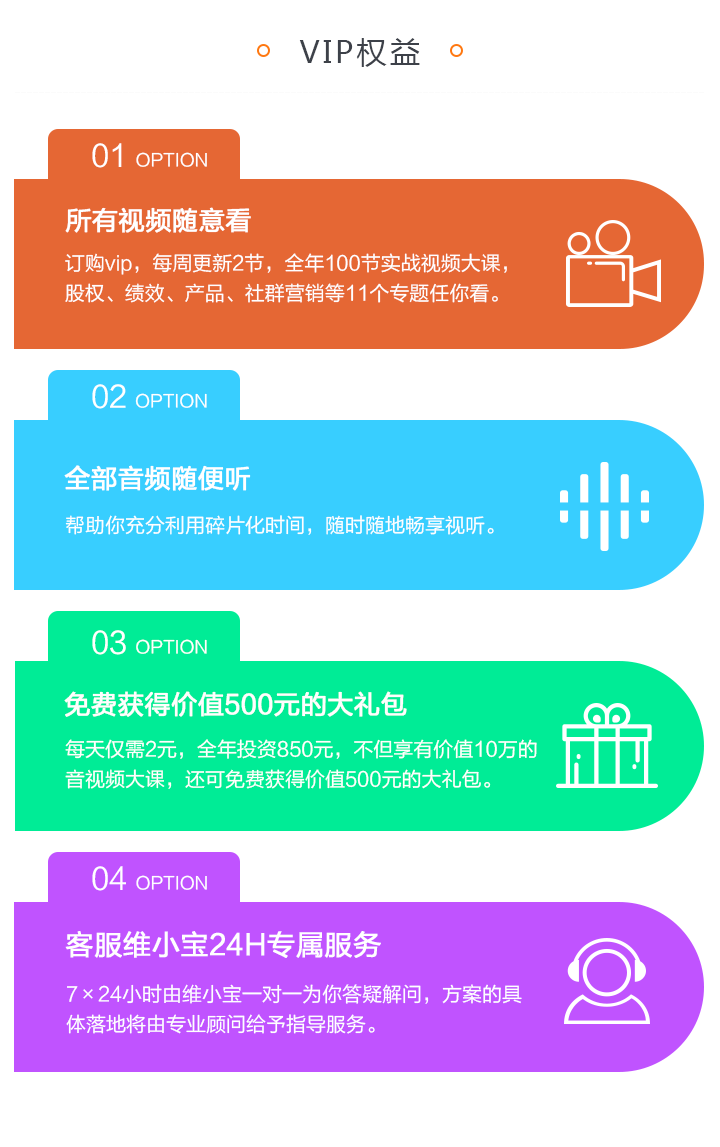 VIP权益
01 OPTION
所有视频随意看
订购vip，每周更新2节，全年100节实战视频大课，
股权、绩效、产品、社群营销等11个专题任你看。
02 OPTION
全部音频随便听
帮助你充分利用碎片化时间，随时随地畅享视听。
03 OPTION
免费获得价值500元的大礼包
每天仅需2元，全年投资850元，不但享有价值10万的
音视频大课，还可免费获得价值500元的大礼包。
04 OPTION
客服维小宝24H专属服务
7×24小时由维小宝一对一为你答疑解问，方案的具
体落地将由专业顾问给予指导服务。